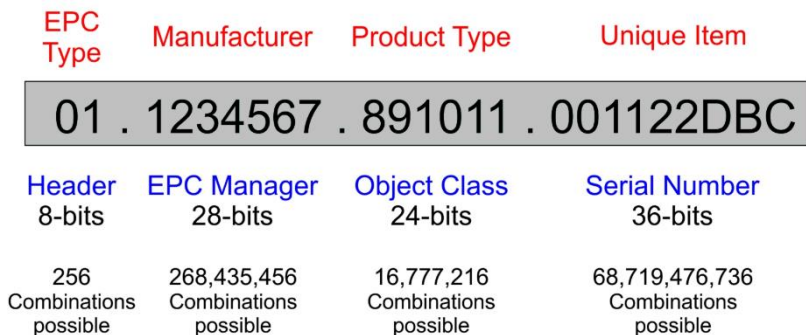 EPC Type Manufacturer Product Type Unique Item
01 . 1234567 . 891011 . 001122DBC
Header EPC Manager Object Class Serial Number
8-bits 28-bits 24-bits 36-bits
256 268,435,456 16,777,216 68,719,476,736
Combinations Combinations Combinations Combinations
possible possible possible possible